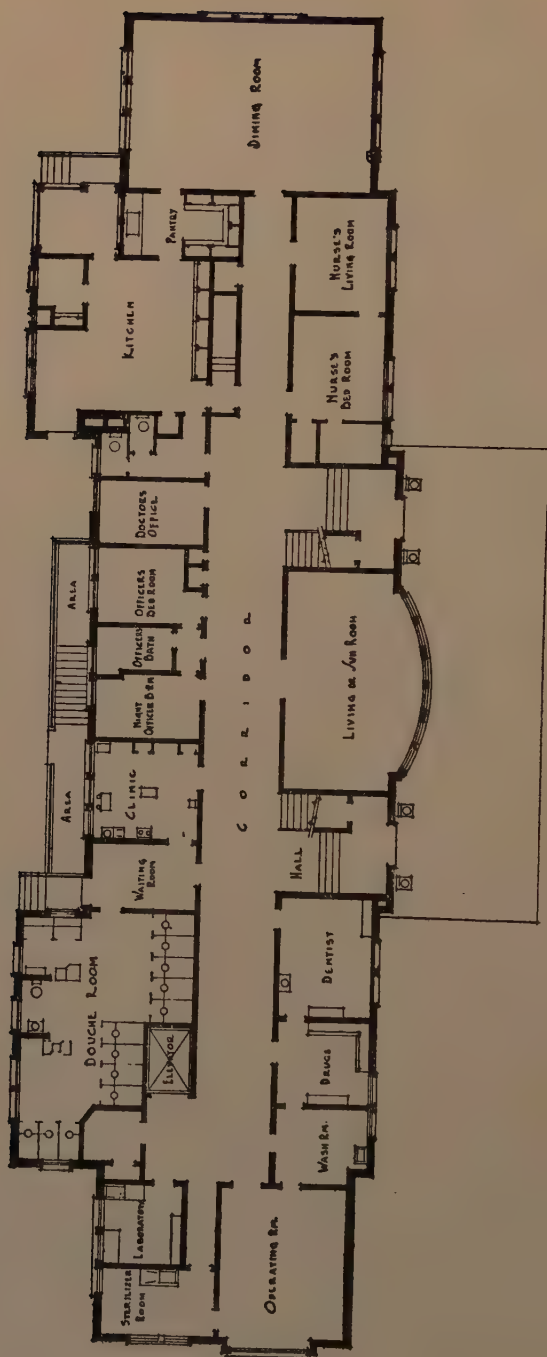 DINING ROOM
PANTRY
NURSE'S
LIVING ROOM
KITCHEN
NURSE'S
BED ROOM
DOCTORS
OFFICE
OFFICERS
BED ROOM
OFFICERS
BATH
NIGHT
OFFICER B-RM
AREA
AREA
CORRIDOR
LIVING OR SUN ROOM
CLINIC
WAITING
ROOM
HALL
DOUCHE ROOM
ELEVATOR
DENTIST
DRUGS
WASH RM.
LABORATORY
STERILIZER
ROOM
OPERATING RM.